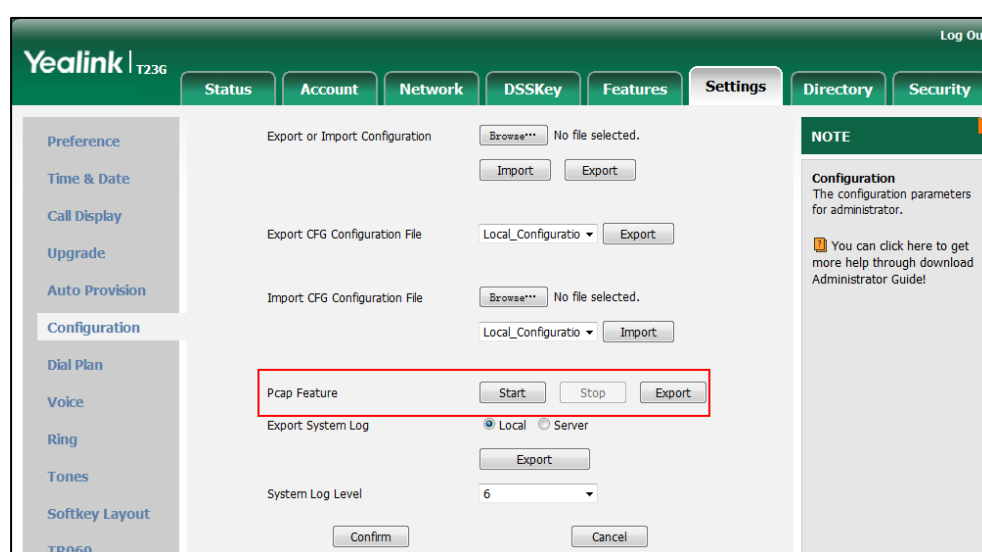 Log Ou
Yealink T23G
Status Account Network DSSKey Features Settings Directory Security
Preference
Time & Date
Call Display
Upgrade
Auto Provision
Configuration
Dial Plan
Voice
Ring
Tones
Softkey Layout
TR069
Export or Import Configuration Browse··· No file selected.
Import Export
Export CFG Configuration File Local_Configuratio Export
Import CFG Configuration File Browse··· No file selected.
Local_Configuratio Import
Pcap Feature Start Stop Export
Export System Log Local Server
Export
System Log Level 6
Confirm Cancel
NOTE
Configuration
The configuration parameters
for administrator.
You can click here to get
more help through download
Administrator Guide!